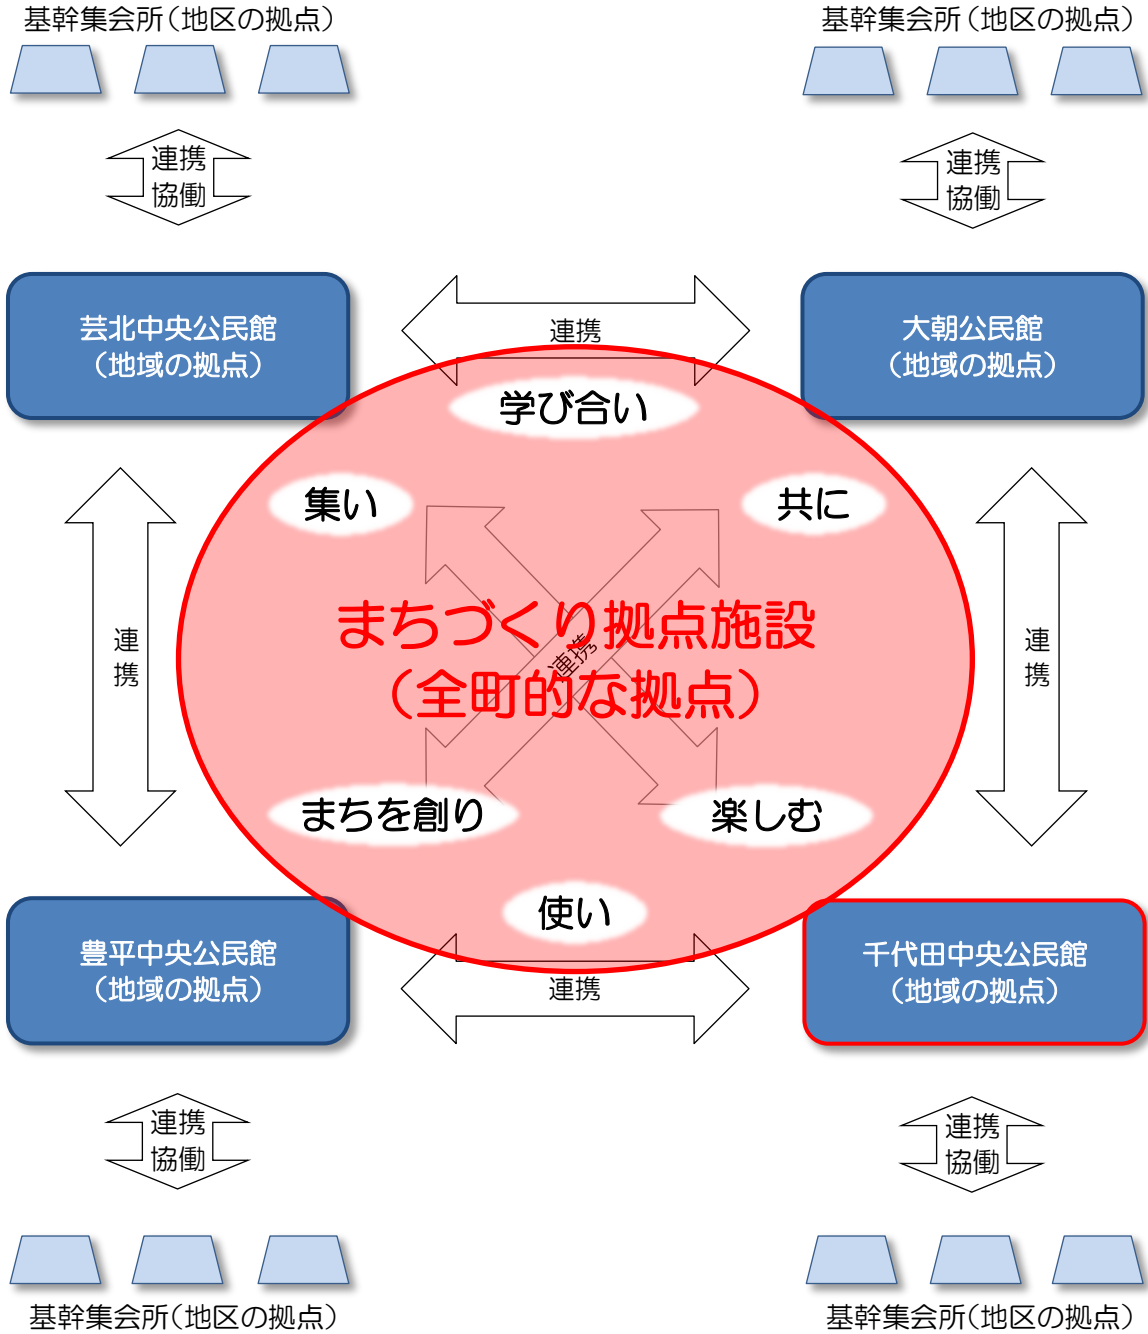 基幹集会所（地区の拠点）
基幹集会所（地区の拠点）
連携
協働
連携
協働
芸北中央公民館
（地域の拠点）
連携
大朝公民館
（地域の拠点）
学び合い
集い
共に
連携
まちづくり拠点施設
連携
（全町的な拠点）
連携
まちを創り
楽しむ
使い
豊平中央公民館
（地域の拠点）
連携
千代田中央公民館
（地域の拠点）
連携
協働
連携
協働
基幹集会所（地区の拠点）
基幹集会所（地区の拠点）